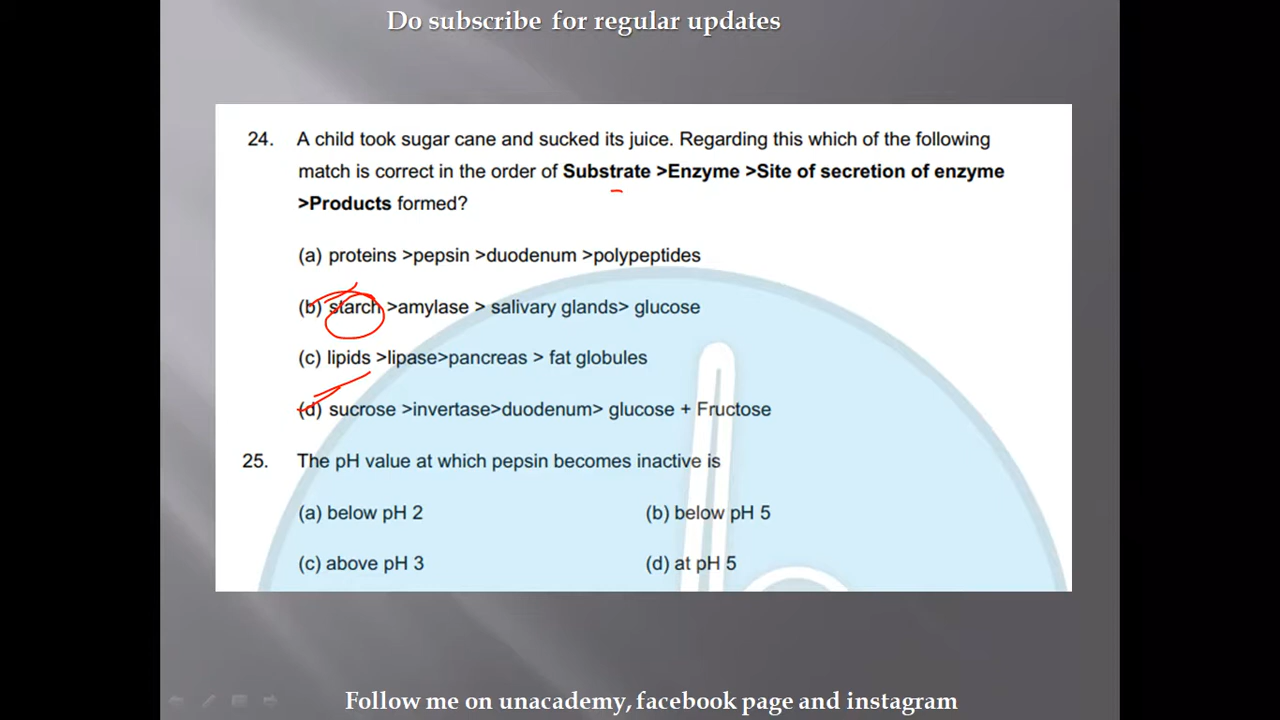 Do subscribe for regular updates
24. A child took sugar cane and sucked its juice. Regarding this which of the following
match is correct in the order of Substrate >Enzyme >Site of secretion of enzyme
>Products formed?
(a) proteins >pepsin >duodenum >polypeptides
(b) starch >amylase > salivary glands> glucose
(c) lipids >lipase>pancreas > fat globules
(d) sucrose >invertase>duodenum> glucose + Fructose
25. The pH value at which pepsin becomes inactive is
(a) below pH 2 (b) below pH 5
(c) above pH 3 (d) at pH 5
Follow me on unacademy, facebook page and instagram